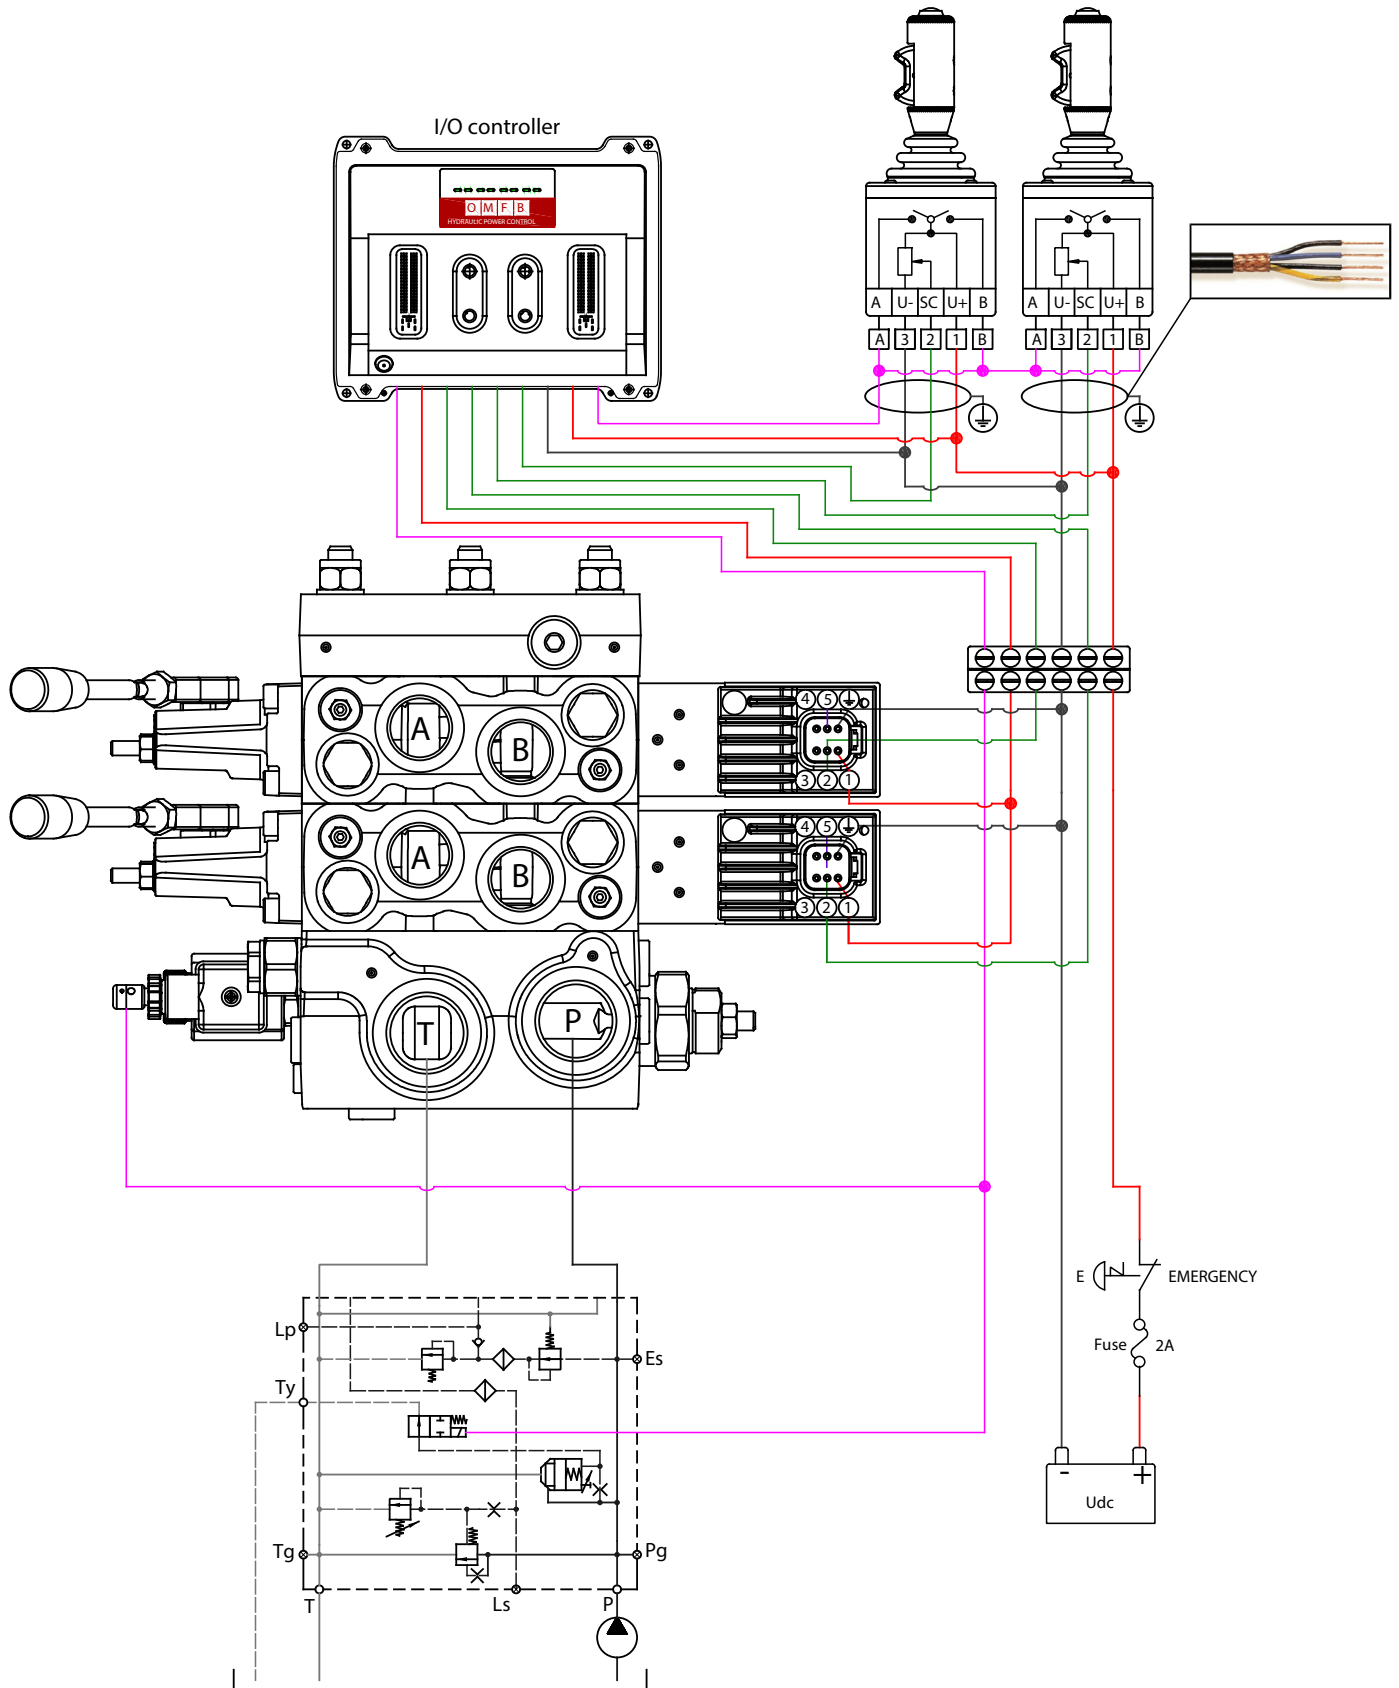 I/O controller
O M F B
HYDRAULIC POWER CONTROL
A U- SC U+ B
A U- SC U+ B
A 3 2 1 B
A 3 2 1 B
A
B
4 5
3 2 1
A
B
4 5
3 2 1
T
P
E
EMERGENCY
Fuse
2A
Lp
Es
Ty
- +
Udc
Tg
Pg
T
Ls
P